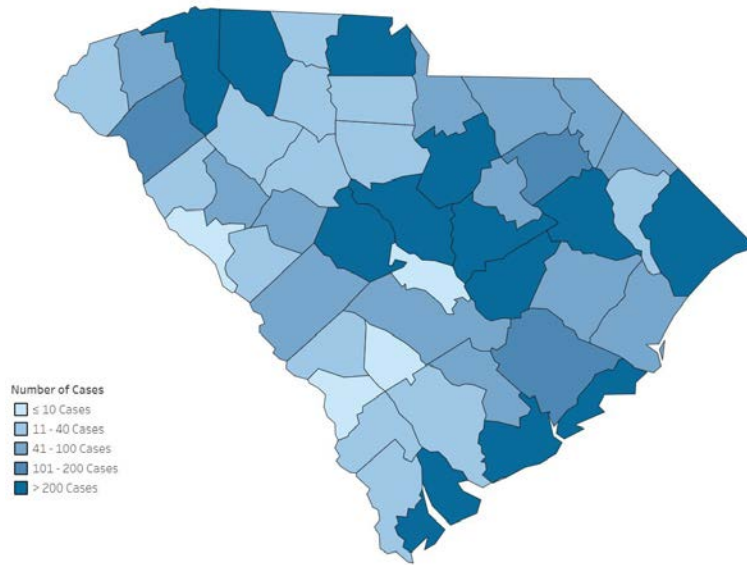 Number of Cases
≤ 10 Cases
11 - 40 Cases
41 - 100 Cases
101 - 200 Cases
> 200 Cases